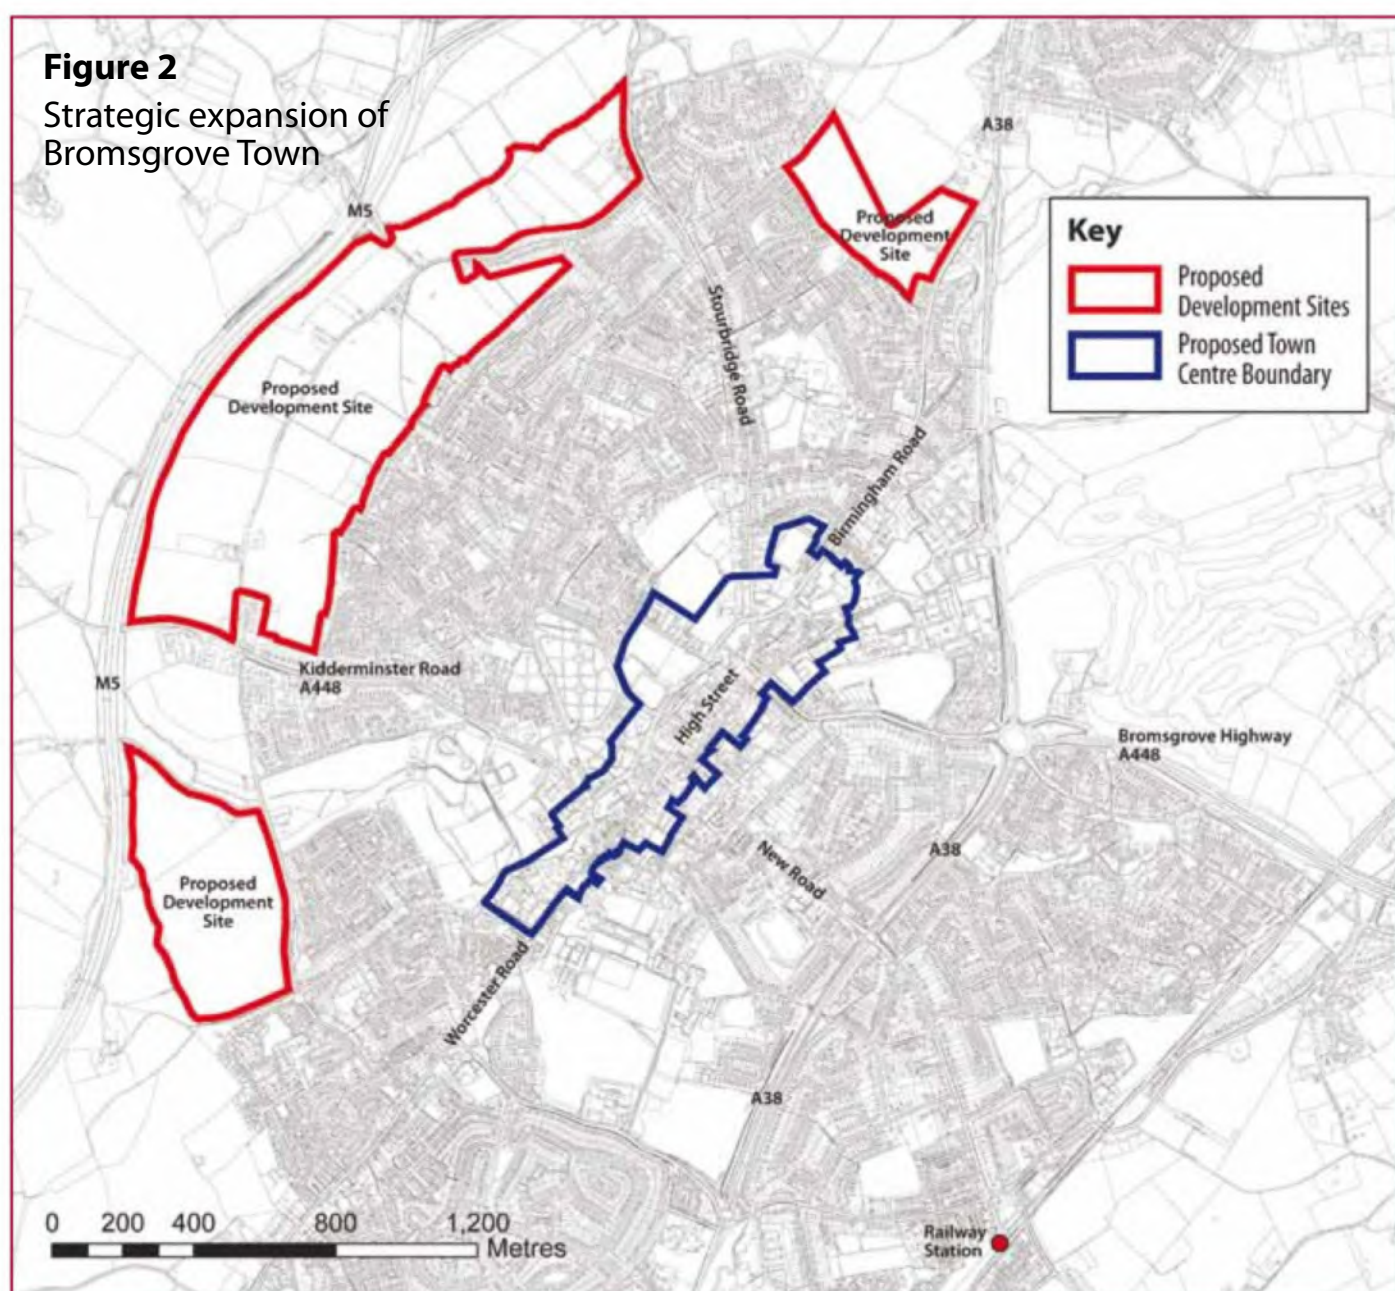 Figure 2
Strategic expansion of
Bromsgrove Town
M5
A38
Proposed
Development
Site
Key
Proposed
Development Sites
Proposed Town
Centre Boundary
Stourbridge Road
Proposed
Development Site
Birmingham Road
Kidderminster Road
A448
M5
High Street
Bromsgrove Highway
A448
A38
New Road
Proposed
Development
Site
Worcester Road
A38
0 200 400 800 1,200
Metres
Railway
Station